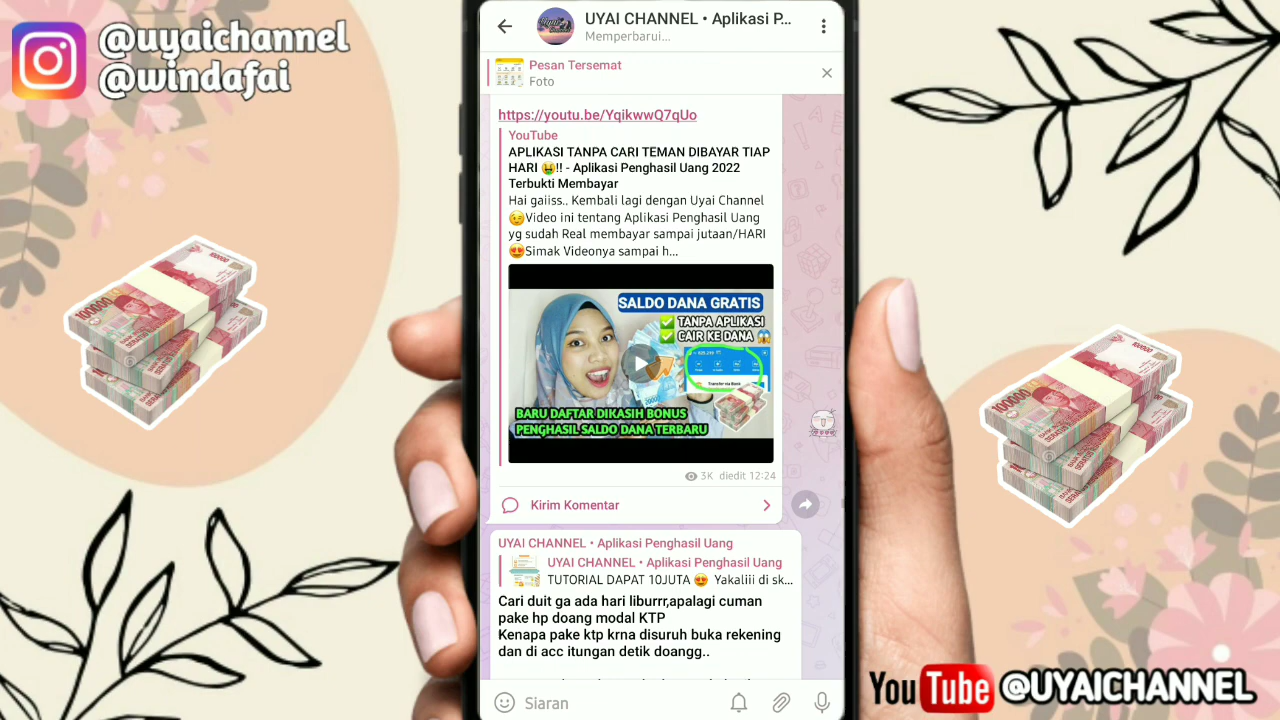 @uyaichannel
@windafai
UYAI CHANNEL • Aplikasi P...
Memperbarui...
Pesan Tersemat
Foto
https://youtu.be/YqikwwQ7qUo
YouTube
APLIKASI TANPA CARI TEMAN DIBAYAR TIAP
HARI 🤑!! - Aplikasi Penghasil Uang 2022
Terbukti Membayar
Hai gaiiss.. Kembali lagi dengan Uyai Channel
😉Video ini tentang Aplikasi Penghasil Uang
yg sudah Real membayar sampai jutaan/HARI
😍Simak Videonya sampai h...
SALDO DANA GRATIS
✅ TANPA APLIKASI
✅ CAIR KE DANA 😱
Transfer via Bank
BARU DAFTAR DIKASIH BONUS
PENGHASIL SALDO DANA TERBARU
3K diedit 12:24
Kirim Komentar
UYAI CHANNEL • Aplikasi Penghasil Uang
UYAI CHANNEL • Aplikasi Penghasil Uang
TUTORIAL DAPAT 10JUTA 😍 Yakaliii di sk...
Cari duit ga ada hari liburrr,apalagi cuman
pake hp doang modal KTP
Kenapa pake ktp krna disuruh buka rekening
dan di acc itungan detik doangg..
Siaran
100000
100000
YouTube @UYAICHANNEL